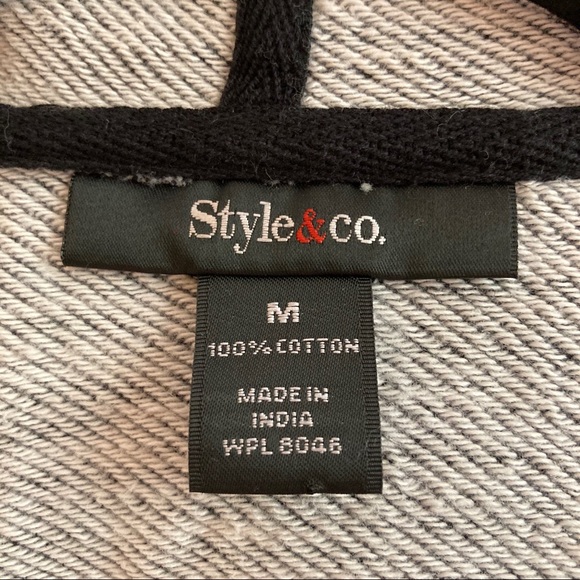 Style&co.
M
100% COTTON
MADE IN
INDIA
WPL 8046